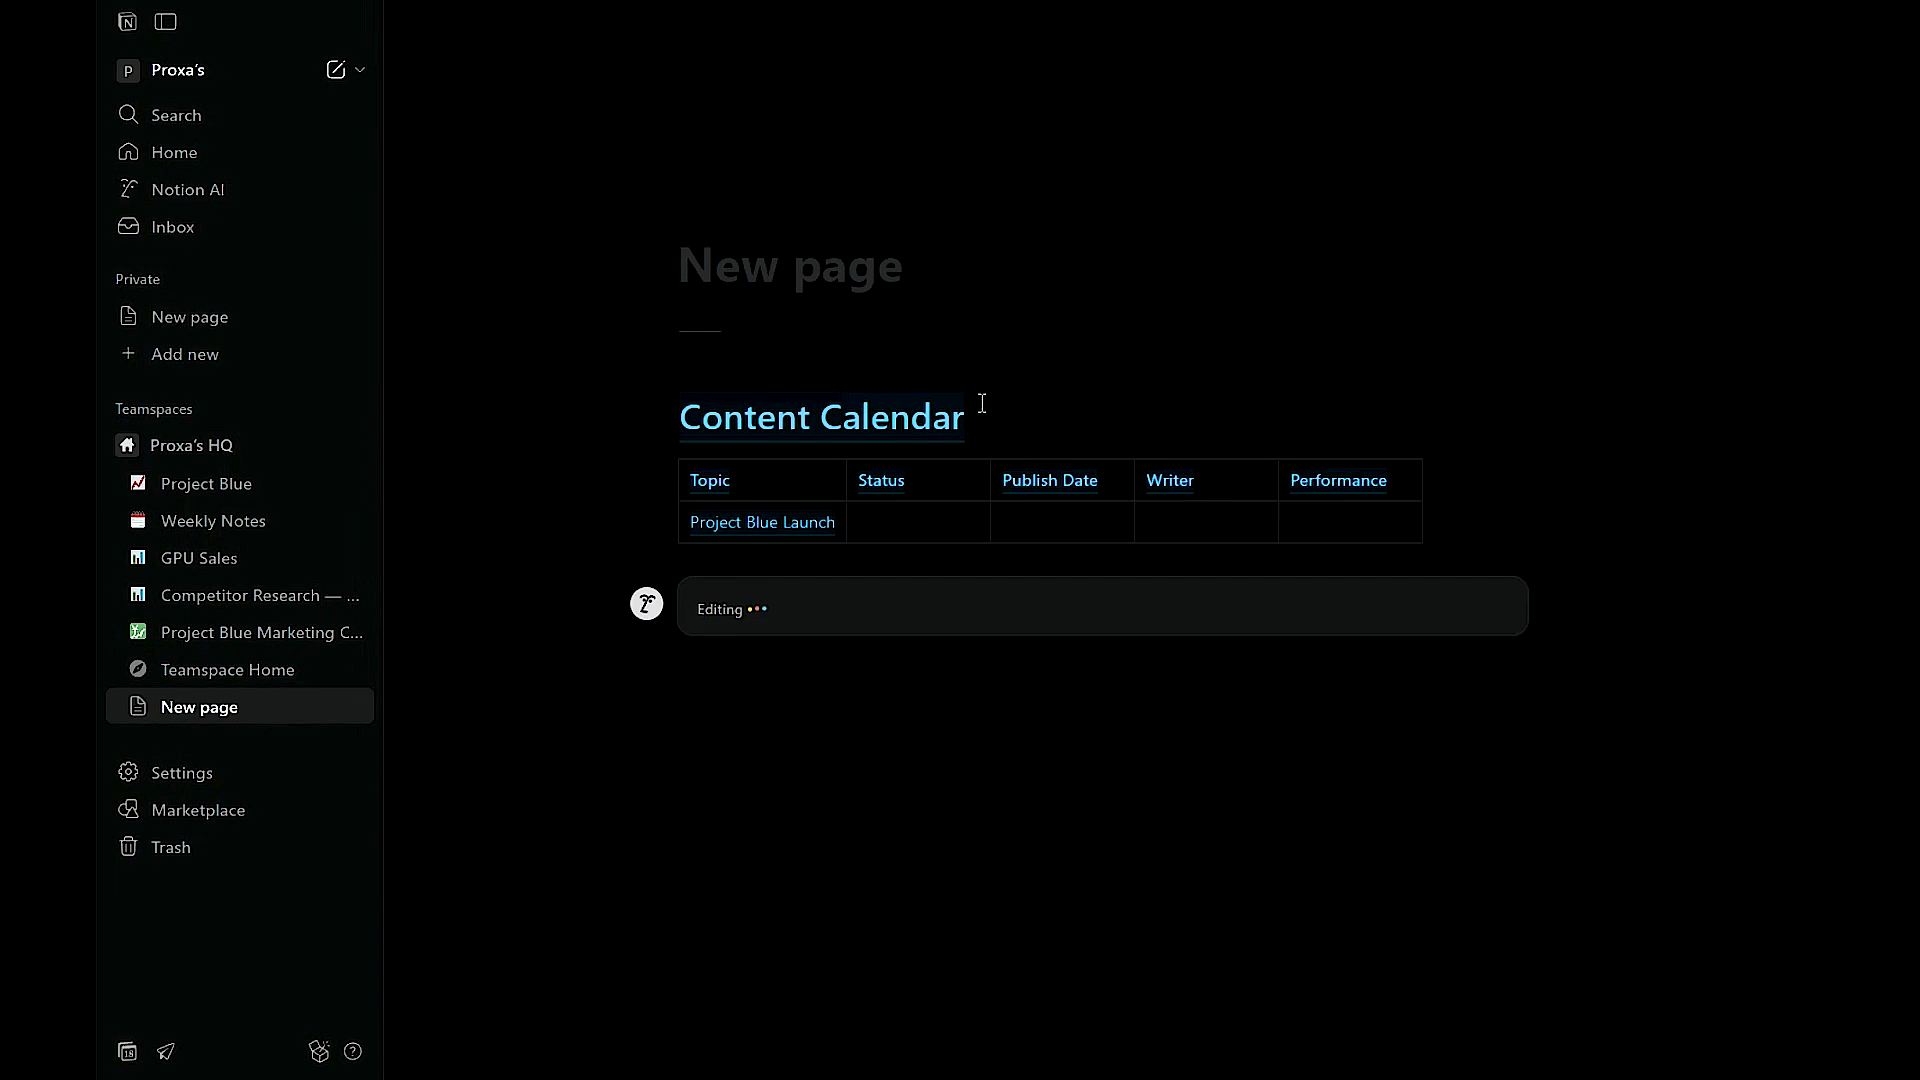 P Proxa's
Search
Home
Notion AI
Inbox
Private
New page
Add new
Teamspaces
Proxa's HQ
Project Blue
Weekly Notes
GPU Sales
Competitor Research — ...
Project Blue Marketing C...
Teamspace Home
New page
Settings
Marketplace
Trash
18
New page
Content Calendar
Topic Status Publish Date Writer Performance
Project Blue Launch
Editing